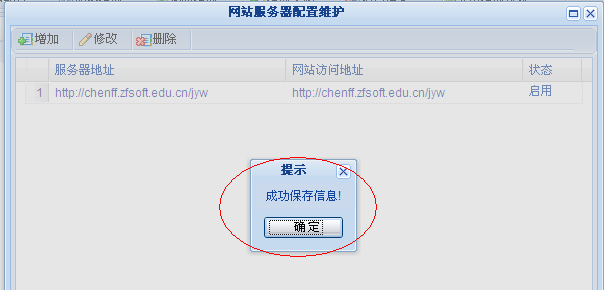 网站服务器配置维护
增加 修改 删除
服务器地址 网站访问地址 状态
1 http://chenff.zfsoft.edu.cn/jyw http://chenff.zfsoft.edu.cn/jyw 启用
提示
成功保存信息!
确定